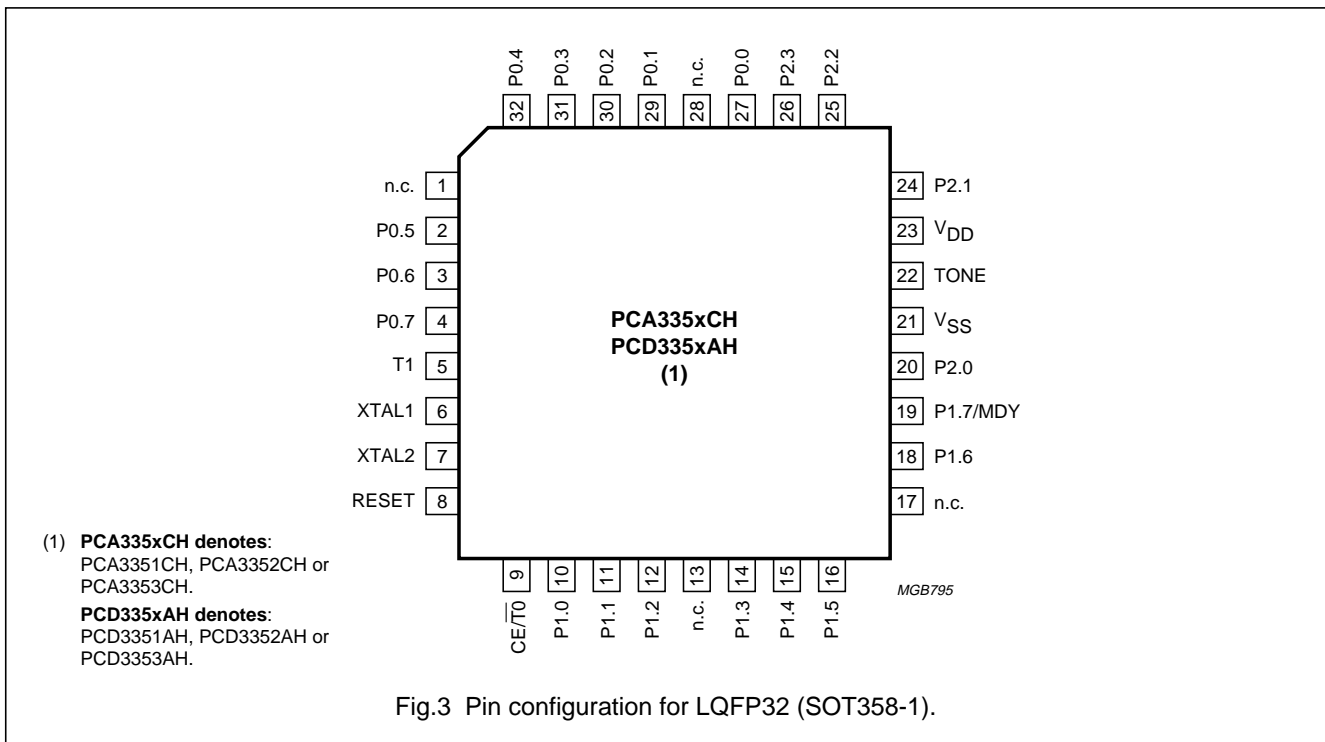 P0.4 P0.3 P0.2 P0.1 n.c. P0.0 P2.3 P2.2
32 31 30 29 28 27 26 25
n.c. 1
P0.5 2
P0.6 3
P0.7 4
T1 5
XTAL1 6
XTAL2 7
RESET 8
PCA335xCH
PCD335xAH
(1)
24 P2.1
23 VDD
22 TONE
21 VSS
20 P2.0
19 P1.7/MDY
18 P1.6
17 n.c.
9 10 11 12 13 14 15 16
CE/T̅0̅ P1.0 P1.1 P1.2 n.c. P1.3 P1.4 P1.5
MGB795
(1) PCA335xCH denotes:
PCA3351CH, PCA3352CH or
PCA3353CH.
PCD335xAH denotes:
PCD3351AH, PCD3352AH or
PCD3353AH.
Fig.3 Pin configuration for LQFP32 (SOT358-1).